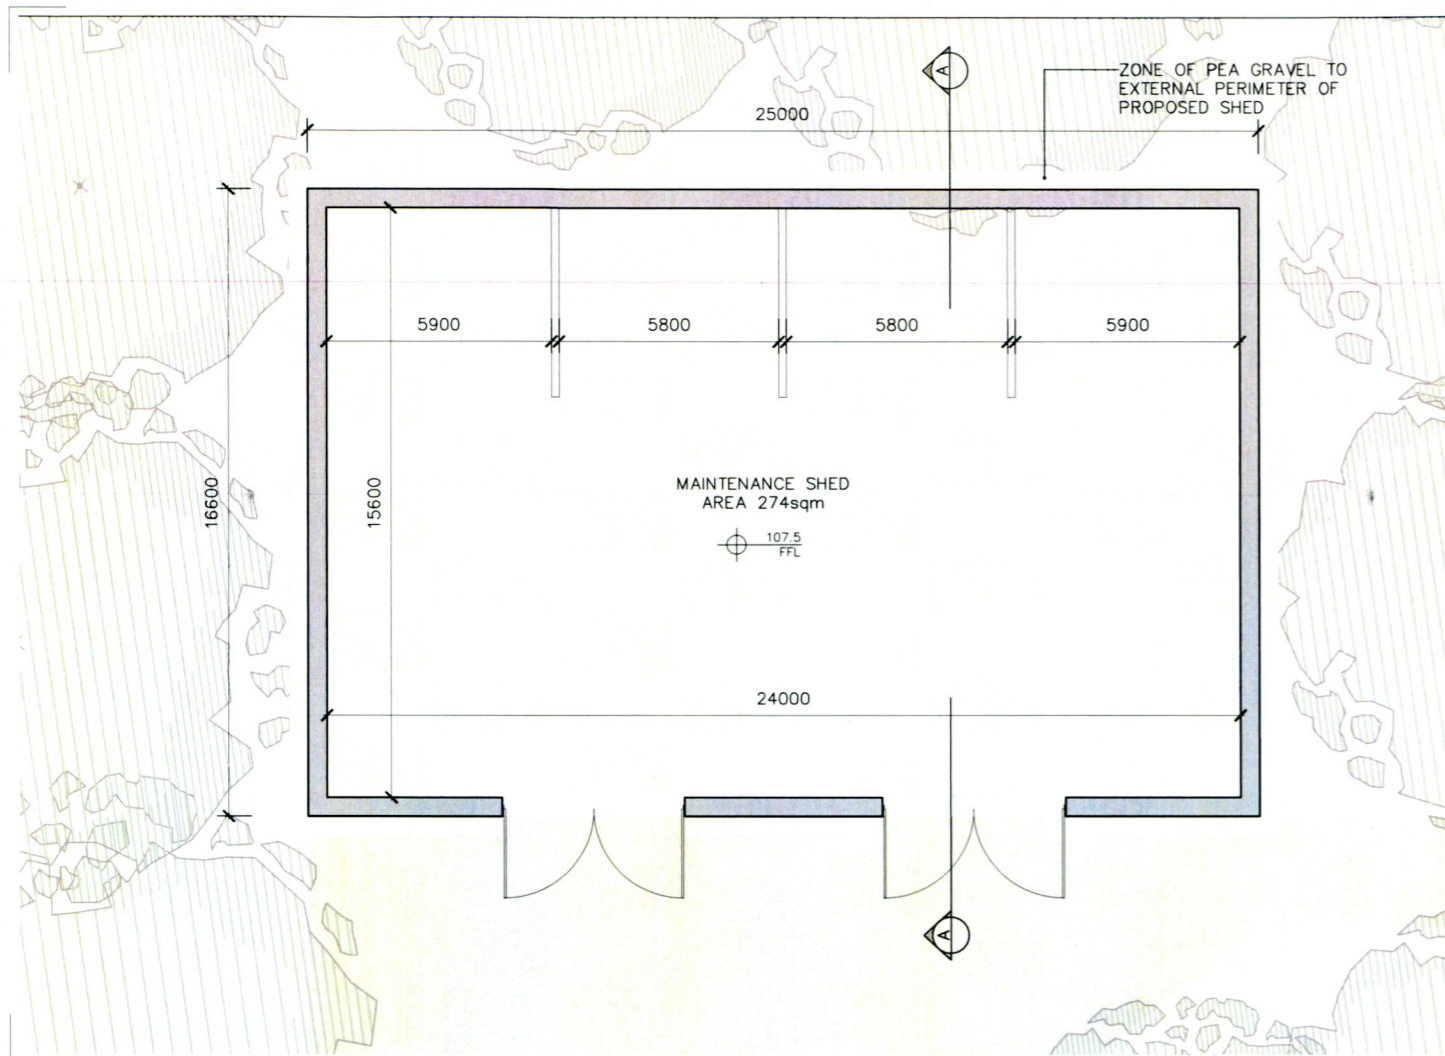 A
ZONE OF PEA GRAVEL TO
EXTERNAL PERIMETER OF
PROPOSED SHED
25000
5900
5800
5800
5900
16600
15600
MAINTENANCE SHED
AREA 274sqm
107.5
FFL
24000
A